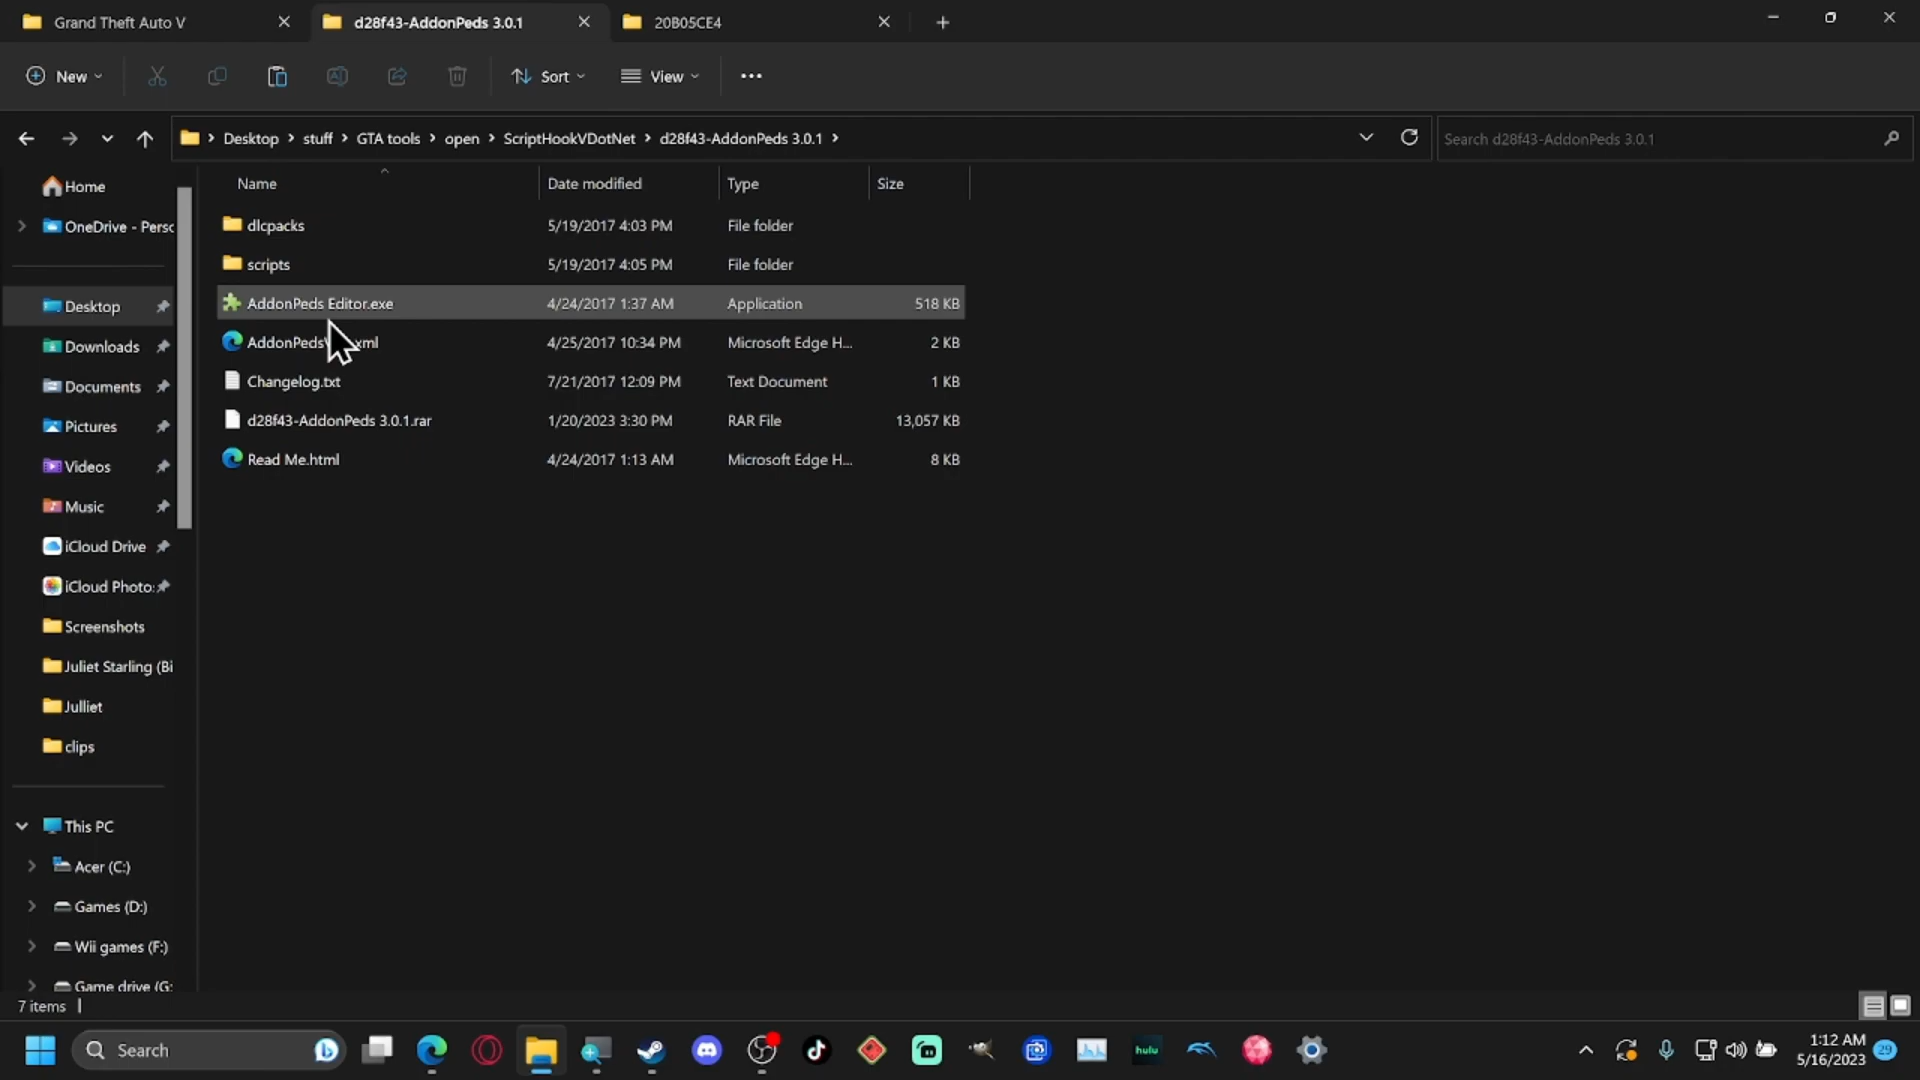 Grand Theft Auto V
d28f43-AddonPeds 3.0.1
20B05CE4
New
Sort
View
Desktop > stuff > GTA tools > open > ScriptHookVDotNet > d28f43-AddonPeds 3.0.1 >
Search d28f43-AddonPeds 3.0.1
Home
OneDrive - Persc
Desktop
Downloads
Documents
Pictures
Videos
Music
iCloud Drive
iCloud Photo:
Screenshots
Juliet Starling (Bi
Julliet
clips
This PC
Acer (C:)
Games (D:)
Wii games (F:)
Game drive (G:
Name Date modified Type Size
dlcpacks 5/19/2017 4:03 PM File folder
scripts 5/19/2017 4:05 PM File folder
AddonPeds Editor.exe 4/24/2017 1:37 AM Application 518 KB
AddonPeds xml 4/25/2017 10:34 PM Microsoft Edge H... 2 KB
Changelog.txt 7/21/2017 12:09 PM Text Document 1 KB
d28f43-AddonPeds 3.0.1.rar 1/20/2023 3:30 PM RAR File 13,057 KB
Read Me.html 4/24/2017 1:13 AM Microsoft Edge H... 8 KB
7 items
Search
hulu
1:12 AM
5/16/2023
29